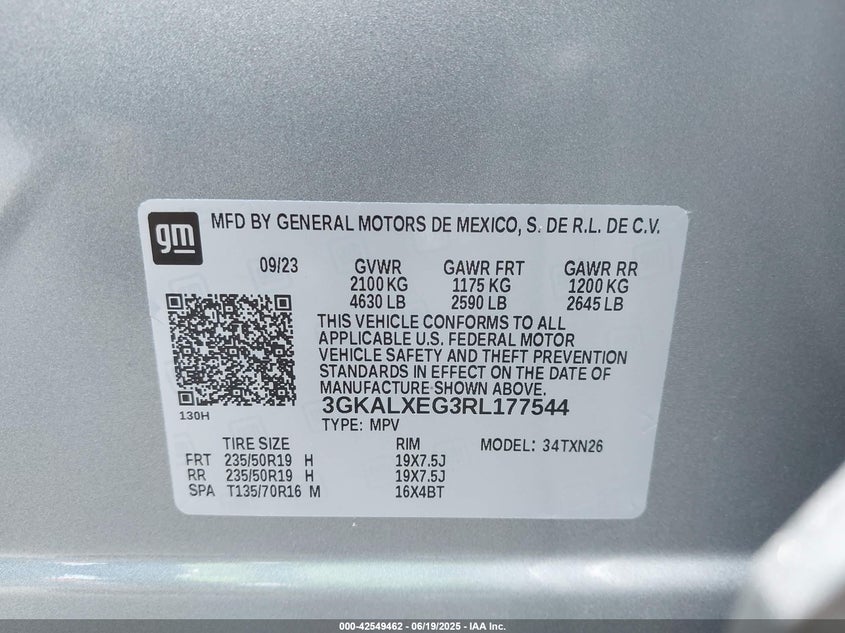 gm
MFD BY GENERAL MOTORS DE MEXICO, S. DE R.L. DE C.V.
09/23 GVWR GAWR FRT GAWR RR
2100 KG 1175 KG 1200 KG
4630 LB 2590 LB 2645 LB
THIS VEHICLE CONFORMS TO ALL
APPLICABLE U.S. FEDERAL MOTOR
VEHICLE SAFETY AND THEFT PREVENTION
STANDARDS IN EFFECT ON THE DATE OF
MANUFACTURE SHOWN ABOVE.
130H
3GKALXEG3RL177544
TYPE: MPV
TIRE SIZE RIM MODEL: 34TXN26
FRT 235/50R19 H 19X7.5J
RR 235/50R19 H 19X7.5J
SPA T135/70R16 M 16X4BT
000-42549462 - 06/19/2025 - IAA Inc.